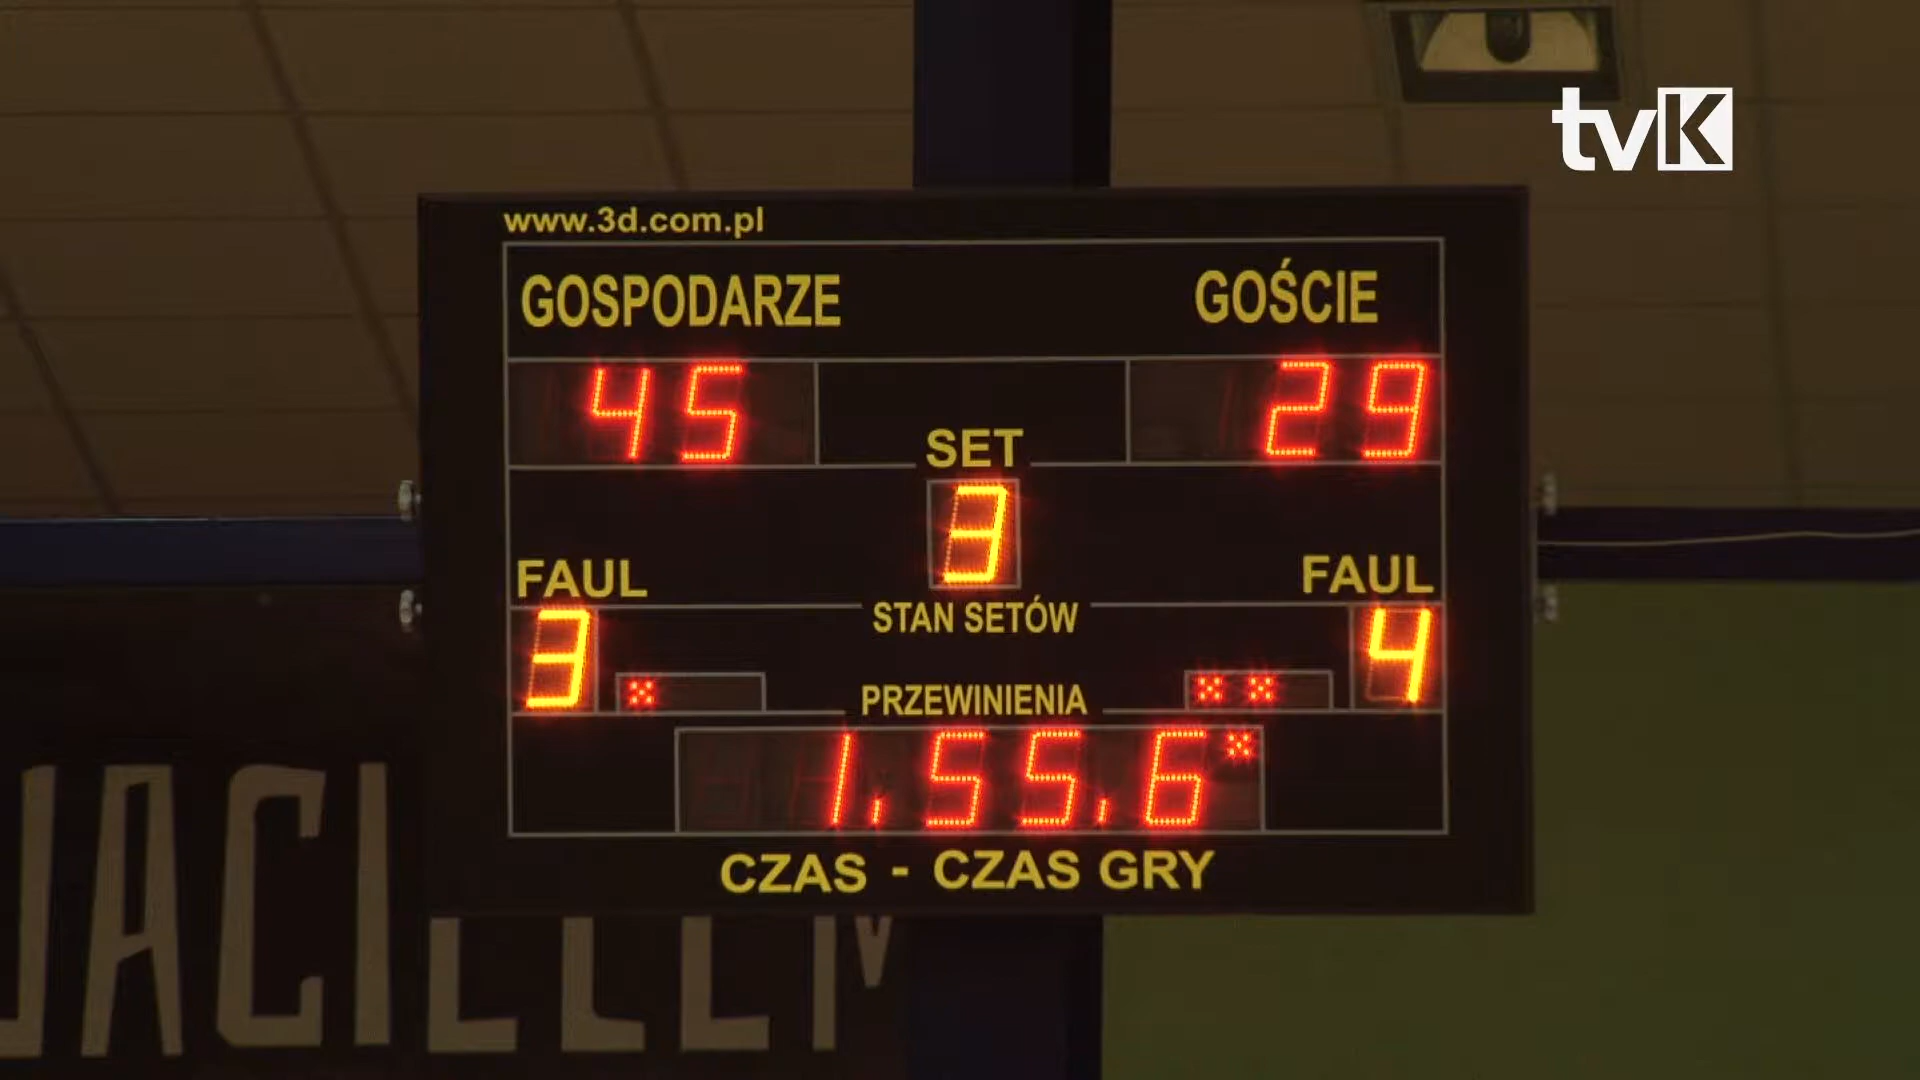 tvK
www.3d.com.pl
GOSPODARZE GOŚCIE
45 29
SET
3
FAUL FAUL
STAN SETÓW
3 4
PRZEWINIENIA
1.55.6
CZAS - CZAS GRY